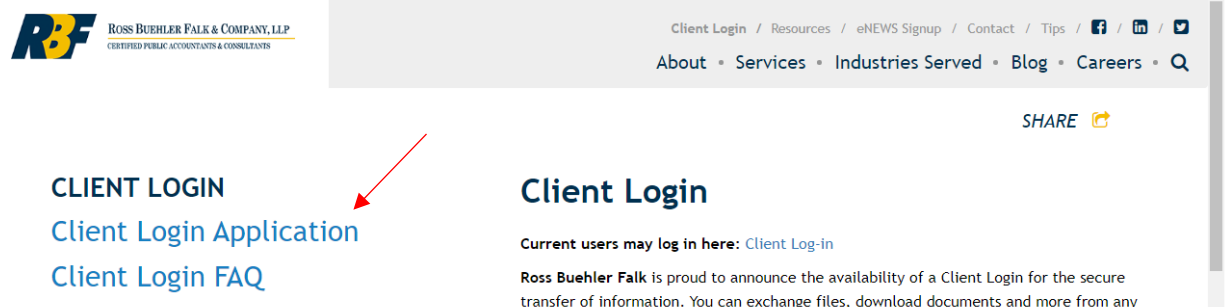 RBF
ROSS BUEHLER FALK & COMPANY, LLP
CERTIFIED PUBLIC ACCOUNTANTS & CONSULTANTS
Client Login / Resources / eNEWS Signup / Contact / Tips / f / in /
About • Services • Industries Served • Blog • Careers •
SHARE
CLIENT LOGIN
Client Login Application
Client Login FAQ
Client Login
Current users may log in here: Client Log-in
Ross Buehler Falk is proud to announce the availability of a Client Login for the secure
transfer of information. You can exchange files, download documents and more from any